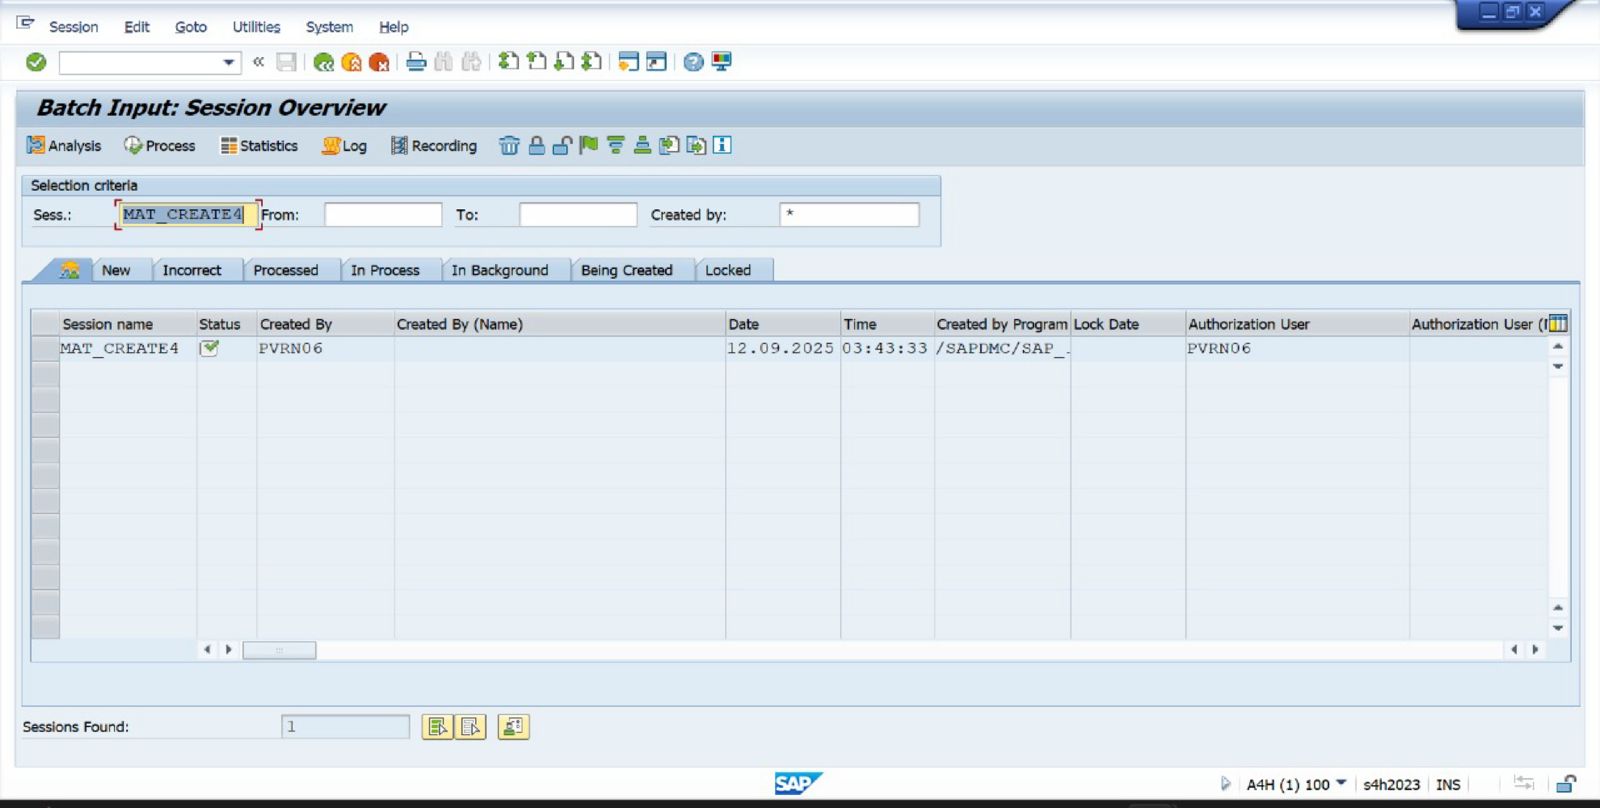 Session Edit Goto Utilities System Help
Batch Input: Session Overview
Analysis Process Statistics Log Recording
Selection criteria
Sess.: MAT_CREATE4 From: To: Created by: *
New Incorrect Processed In Process In Background Being Created Locked
Session name Status Created By Created By (Name) Date Time Created by Program Lock Date Authorization User Authorization User (
MAT_CREATE4 PVRN06 12.09.2025 03:43:33 /SAPDMC/SAP_. PVRN06
Sessions Found: 1
SAP A4H (1) 100 s4h2023 INS